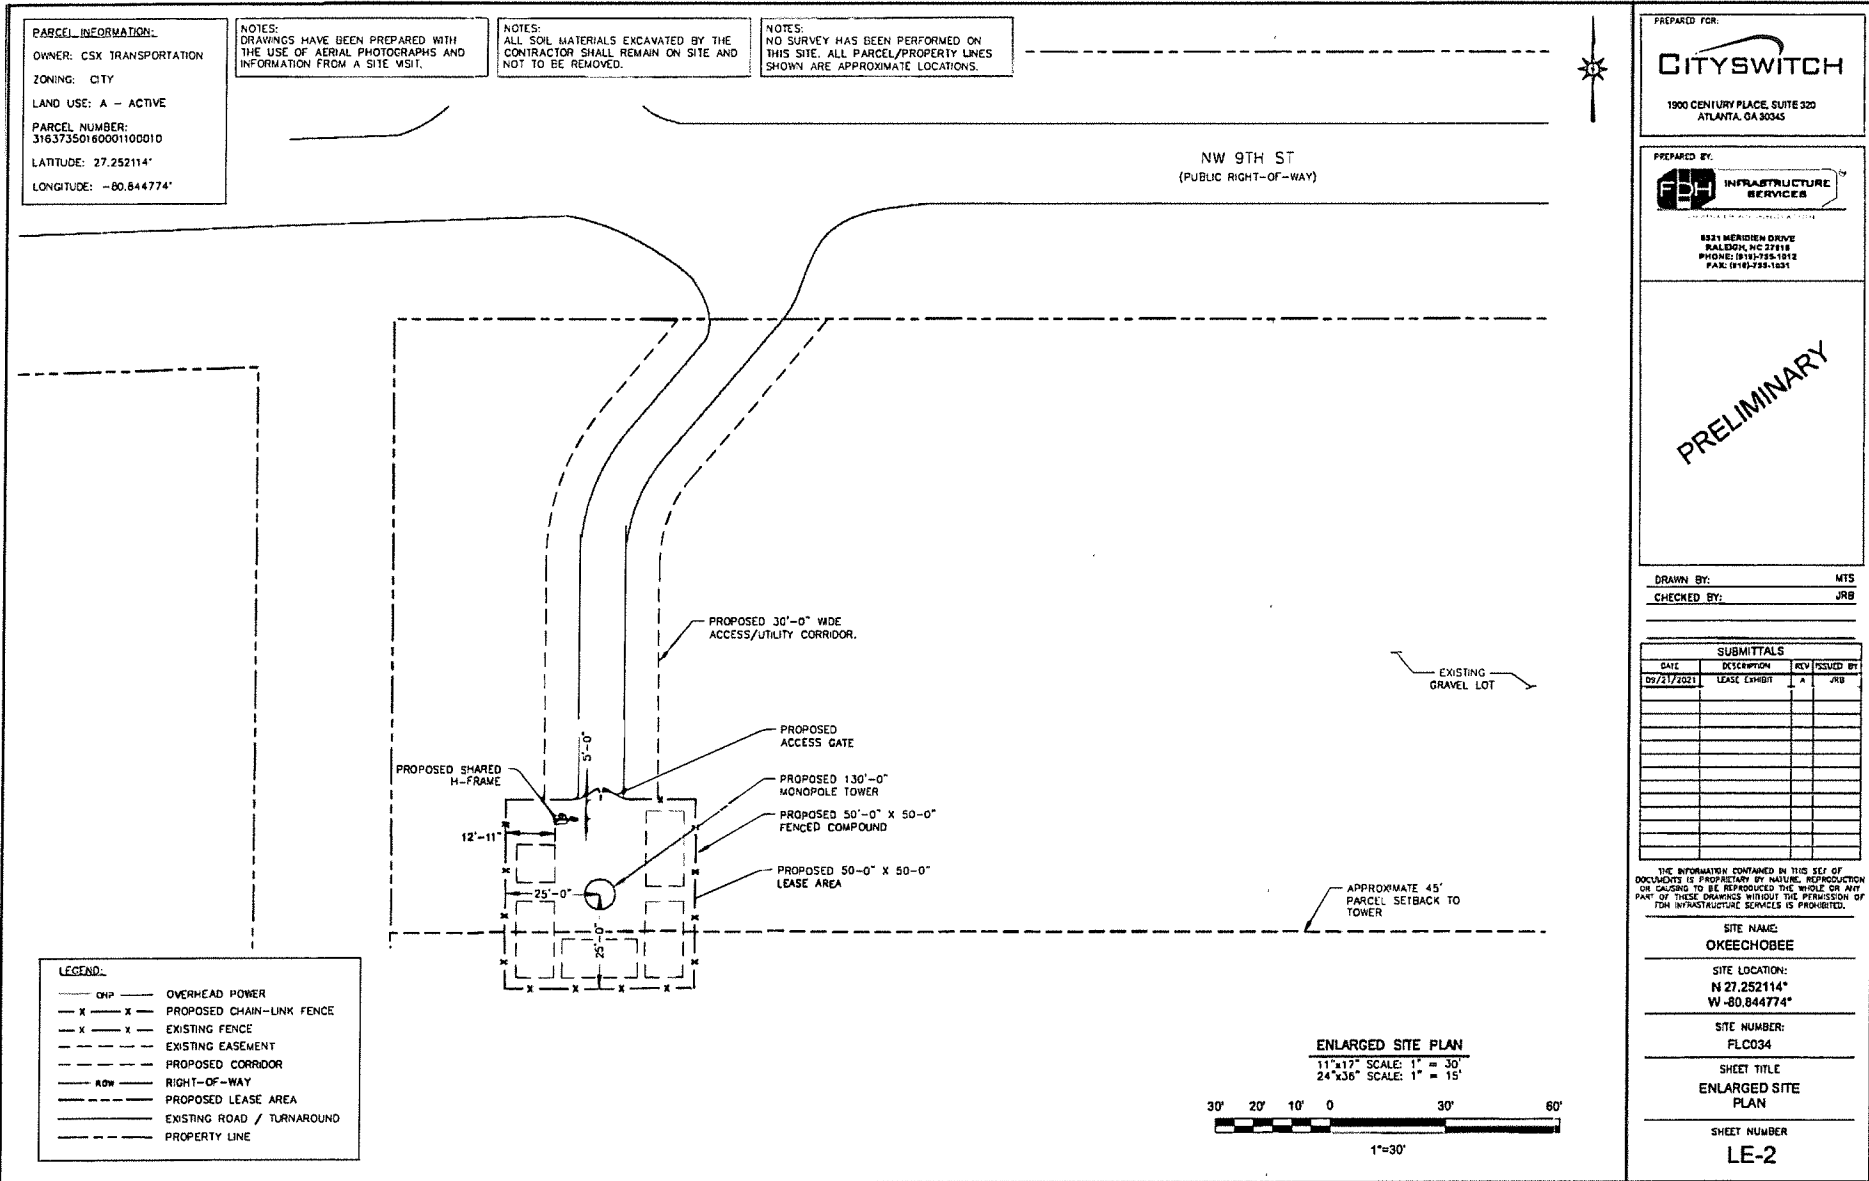 PARCEL INFORMATION:
OWNER: CSX TRANSPORTATION
ZONING: CITY
LAND USE: A - ACTIVE
PARCEL NUMBER:
31637350160001100010
LATITUDE: 27.252114°
LONGITUDE: -80.844774°
NOTES:
DRAWINGS HAVE BEEN PREPARED WITH
THE USE OF AERIAL PHOTOGRAPHS AND
INFORMATION FROM A SITE VISIT.
NOTES:
ALL SOIL MATERIALS EXCAVATED BY THE
CONTRACTOR SHALL REMAIN ON SITE AND
NOT TO BE REMOVED.
NOTES:
NO SURVEY HAS BEEN PERFORMED ON
THIS SITE. ALL PARCEL/PROPERTY LINES
SHOWN ARE APPROXIMATE LOCATIONS.
NW 9TH ST
(PUBLIC RIGHT-OF-WAY)
PROPOSED 30'-0" WIDE
ACCESS/UTILITY CORRIDOR.
EXISTING
GRAVEL LOT
PROPOSED
ACCESS GATE
5'-0"
PROPOSED SHARED
H-FRAME
PROPOSED 130'-0"
MONOPOLE TOWER
PROPOSED 50'-0" X 50-0"
FENCED COMPOUND
12'-11"
PROPOSED 50-0" X 50-0"
LEASE AREA
25'-0"
25'-0"
APPROXIMATE 45'
PARCEL SETBACK TO
TOWER
LEGEND:
OHP OVERHEAD POWER
X X PROPOSED CHAIN-LINK FENCE
X X EXISTING FENCE
EXISTING EASEMENT
PROPOSED CORRIDOR
ROW RIGHT-OF-WAY
PROPOSED LEASE AREA
EXISTING ROAD / TURNAROUND
PROPERTY LINE
ENLARGED SITE PLAN
11"x17" SCALE: 1" = 30'
24"x36" SCALE: 1" = 15'
30' 20' 10' 0 30' 60'
1"=30'
PREPARED FOR:
CITYSWITCH
1900 CENTURY PLACE, SUITE 320
ATLANTA, GA 30345
PREPARED BY:
FDH INFRASTRUCTURE
SERVICES
6521 MERIDIEN DRIVE
RALEIGH, NC 27616
PHONE: (919)-755-1012
FAX: (919)-755-1031
PRELIMINARY
DRAWN BY: MTS
CHECKED BY: JRB
SUBMITTALS
DATE DESCRIPTION REV ISSUED BY
09/21/2021 LEASE EXHIBIT A JRB
THE INFORMATION CONTAINED IN THIS SET OF
DOCUMENTS IS PROPRIETARY BY NATURE. REPRODUCTION
OR CAUSING TO BE REPRODUCED THE WHOLE OR ANY
PART OF THESE DRAWINGS WITHOUT THE PERMISSION OF
FDH INFRASTRUCTURE SERVICES IS PROHIBITED.
SITE NAME:
OKEECHOBEE
SITE LOCATION:
N 27.252114°
W -80.844774°
SITE NUMBER:
FLC034
SHEET TITLE
ENLARGED SITE
PLAN
SHEET NUMBER
LE-2